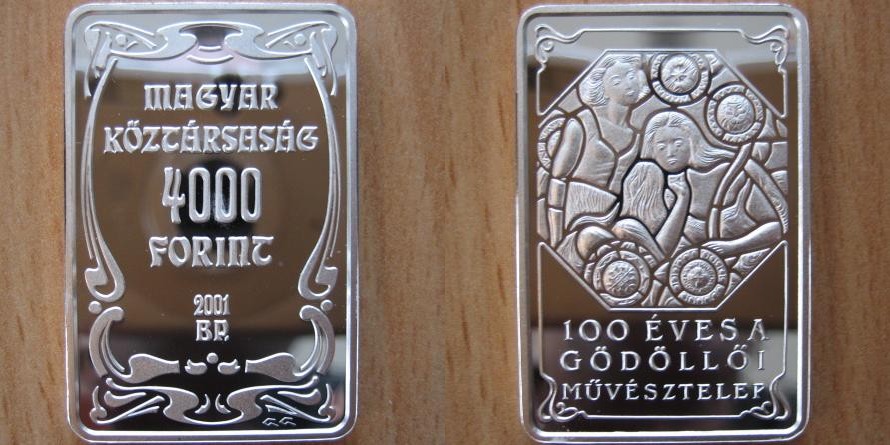 MAGYAR
KÖZTÁRSASÁG
4000
FORINT
2001
BP.
100 ÉVES A
GÖDÖLLŐI
MŰVÉSZTELEP